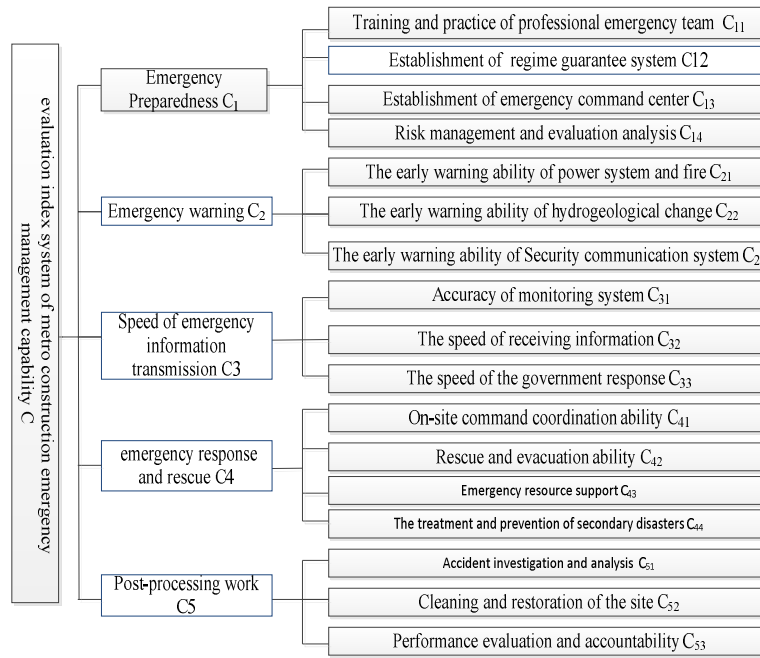 evaluation index system of metro construction emergency
management capability C
Emergency
Preparedness C₁
Training and practice of professional emergency team C₁₁
Establishment of regime guarantee system C12
Establishment of emergency command center C₁₃
Risk management and evaluation analysis C₁₄
Emergency warning C₂
The early warning ability of power system and fire C₂₁
The early warning ability of hydrogeological change C₂₂
The early warning ability of Security communication system C₂
Speed of emergency
information
transmission C3
Accuracy of monitoring system C₃₁
The speed of receiving information C₃₂
The speed of the government response C₃₃
emergency response
and rescue C4
On-site command coordination ability C₄₁
Rescue and evacuation ability C₄₂
Emergency resource support C₄₃
The treatment and prevention of secondary disasters C₄₄
Post-processing work
C5
Accident investigation and analysis C₅₁
Cleaning and restoration of the site C₅₂
Performance evaluation and accountability C₅₃